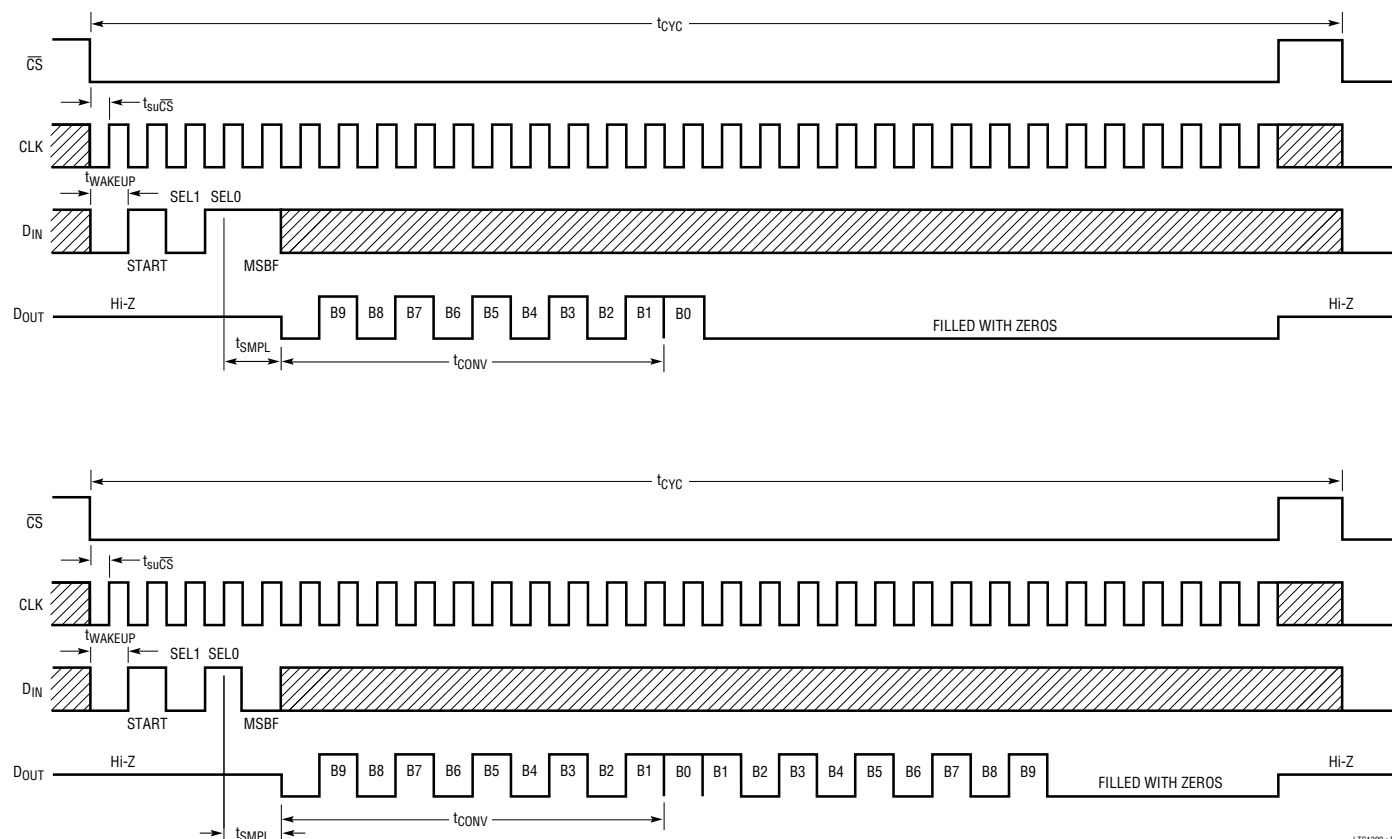 tCYC
CS
tsuCS
CLK
tWAKEUP
SEL1 SEL0
DIN
START MSBF
Hi-Z
DOUT
B9 B8 B7 B6 B5 B4 B3 B2 B1 B0
FILLED WITH ZEROS
Hi-Z
tSMPL
tCONV
tCYC
CS
tsuCS
CLK
tWAKEUP
SEL1 SEL0
DIN
START MSBF
Hi-Z
DOUT
B9 B8 B7 B6 B5 B4 B3 B2 B1 B0 B1 B2 B3 B4 B5 B6 B7 B8 B9
FILLED WITH ZEROS
Hi-Z
tSMPL
tCONV